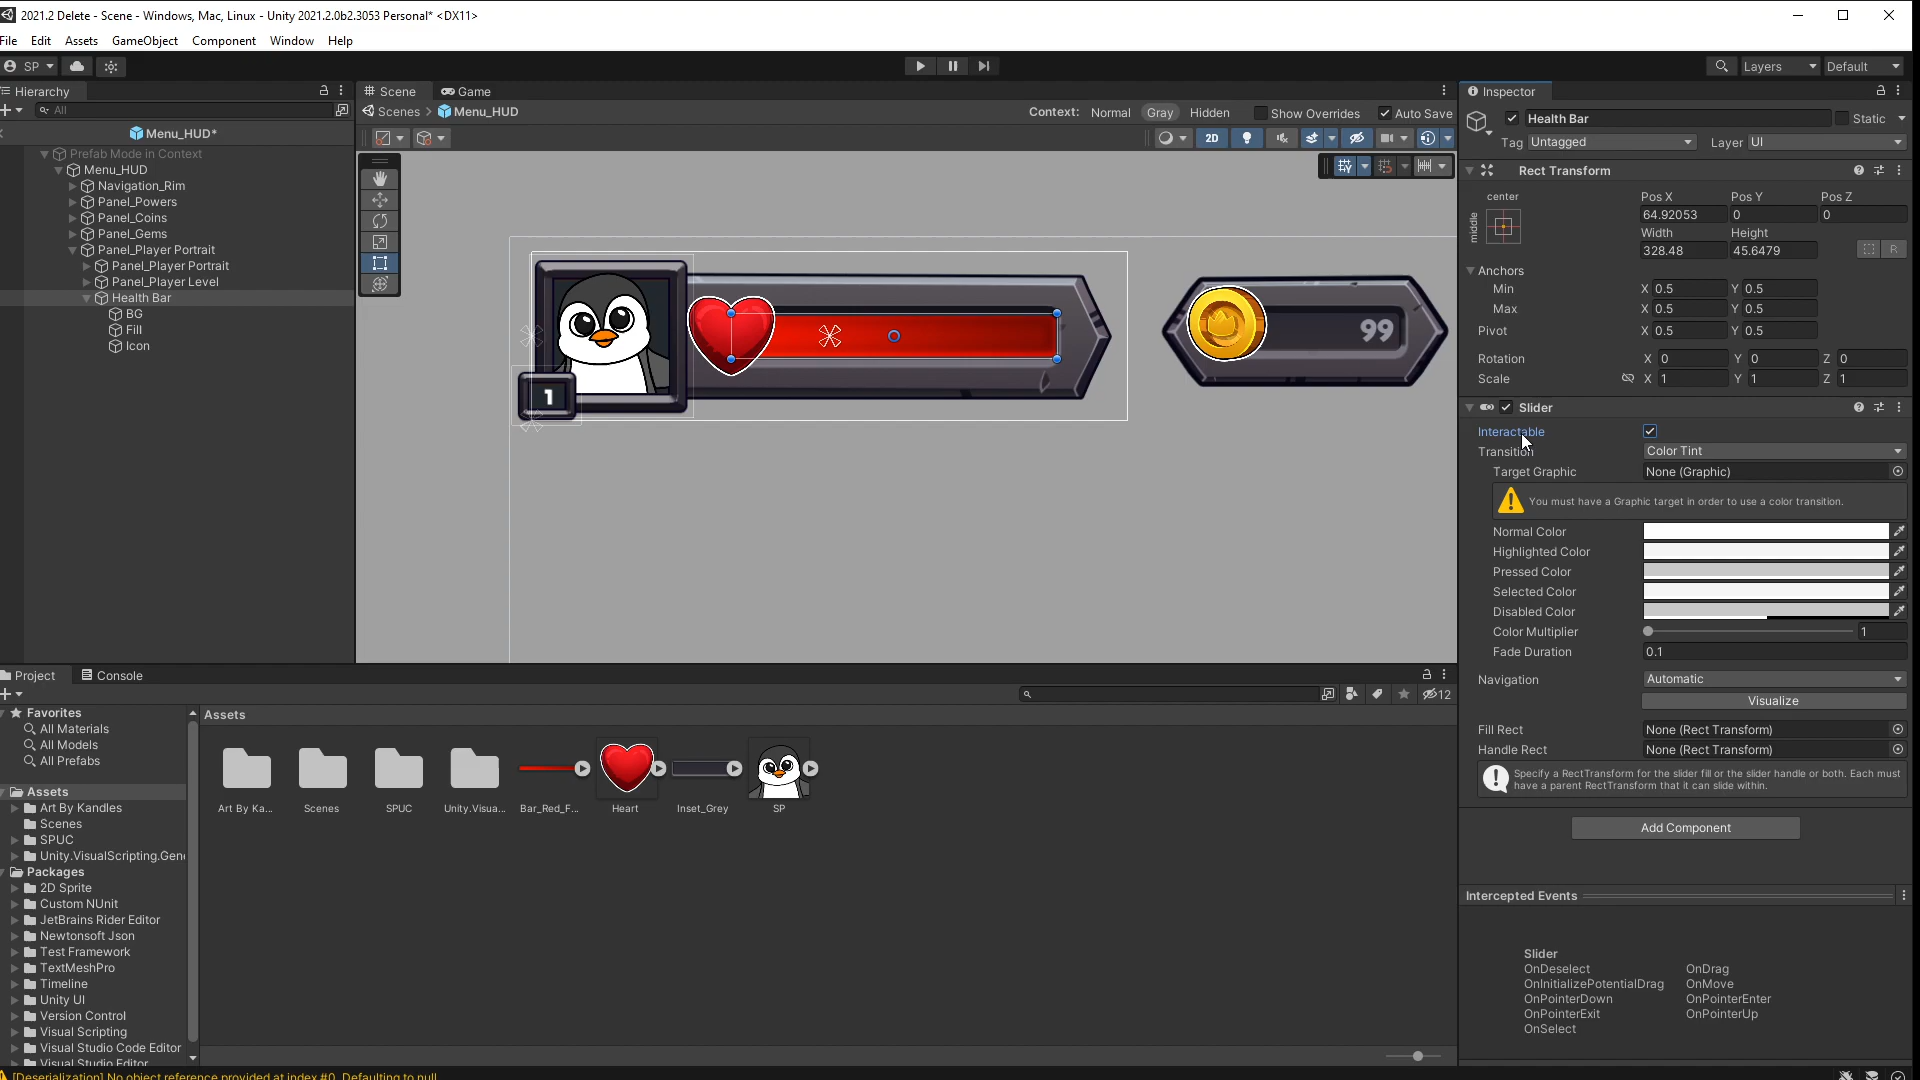 2021.2 Delete - Scene - Windows, Mac, Linux - Unity 2021.2.0b2.3053 Personal* <DX11>
File Edit Assets GameObject Component Window Help
SP Layers Default
Hierarchy
All
Menu_HUD*
Prefab Mode in Context
Menu_HUD
Navigation_Rim
Panel_Powers
Panel_Coins
Panel_Gems
Panel_Player Portrait
Panel_Player Portrait
Panel_Player Level
Health Bar
BG
Fill
Icon
Scene Game
Scenes > Menu_HUD Context: Normal Gray Hidden Show Overrides Auto Save
2D
99
1
Inspector
Health Bar Static
Tag Untagged Layer UI
Rect Transform
center
middle
Pos X Pos Y Pos Z
64.92053 0 0
Width Height
328.48 45.6479 R
Anchors
Min X 0.5 Y 0.5
Max X 0.5 Y 0.5
Pivot X 0.5 Y 0.5
Rotation X 0 Y 0 Z 0
Scale X 1 Y 1 Z 1
Slider
Interactable
Transition Color Tint
Target Graphic None (Graphic)
You must have a Graphic target in order to use a color transition.
Normal Color
Highlighted Color
Pressed Color
Selected Color
Disabled Color
Color Multiplier 1
Fade Duration 0.1
Navigation Automatic
Visualize
Fill Rect None (Rect Transform)
Handle Rect None (Rect Transform)
Specify a RectTransform for the slider fill or the slider handle or both. Each must
have a parent RectTransform that it can slide within.
Add Component
Intercepted Events
Slider
OnDeselect OnDrag
OnInitializePotentialDrag OnMove
OnPointerDown OnPointerEnter
OnPointerExit OnPointerUp
OnSelect
Project Console
12
Favorites
All Materials
All Models
All Prefabs
Assets
Art By Kandles
Scenes
SPUC
Unity.VisualScripting.Gene
Packages
2D Sprite
Custom NUnit
JetBrains Rider Editor
Newtonsoft Json
Test Framework
TextMeshPro
Timeline
Unity UI
Version Control
Visual Scripting
Visual Studio Code Editor
Visual Studio Editor
Assets
Art By Ka... Scenes SPUC Unity.Visua... Bar_Red_F... Heart Inset_Grey SP
[Deserialization] No object reference provided at index #0. Defaulting to null